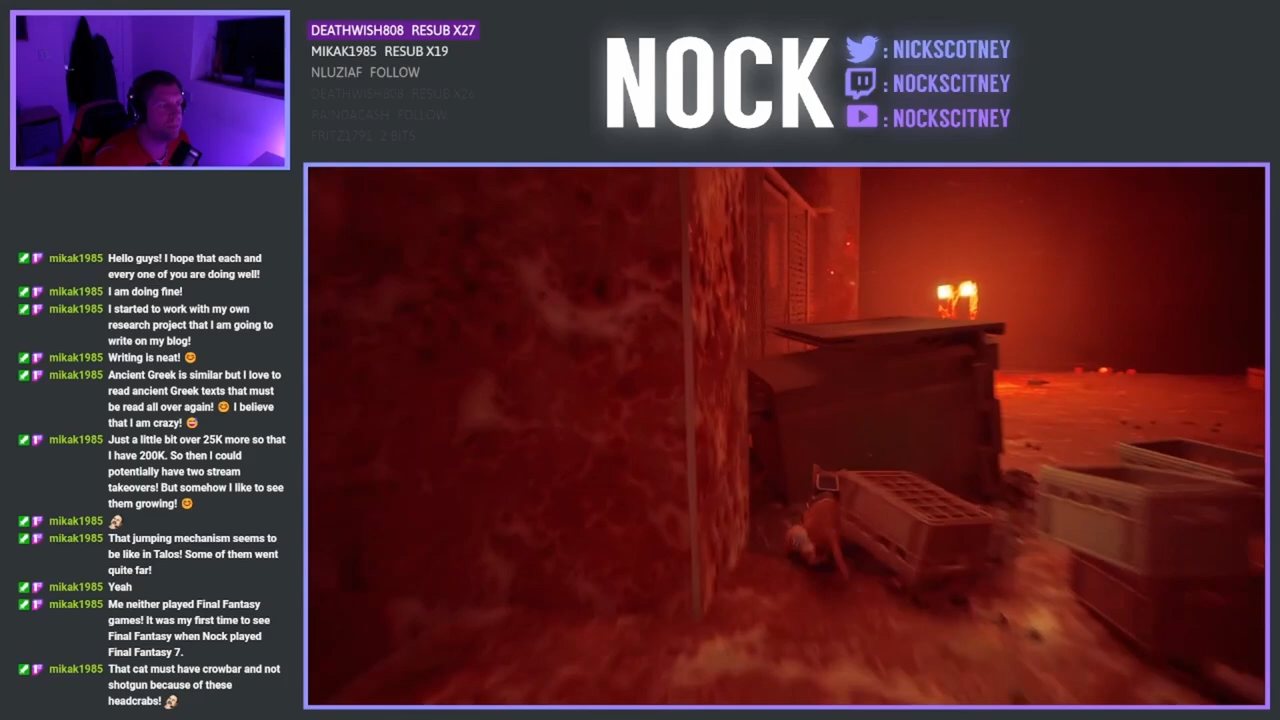 DEATHWISH808 RESUB X27
MIKAK1985 RESUB X19
NLUZIAF FOLLOW
DEATHWISH808 RESUB X26
RAINDACASH FOLLOW
FRITZ1791 2 BITS
NOCK
: NICKSCOTNEY
: NOCKSCITNEY
: NOCKSCITNEY
mikak1985 Hello guys! I hope that each and
every one of you are doing well!
mikak1985 I am doing fine!
mikak1985 I started to work with my own
research project that I am going to
write on my blog!
mikak1985 Writing is neat! 😊
mikak1985 Ancient Greek is similar but I love to
read ancient Greek texts that must
be read all over again! 😊 I believe
that I am crazy! 😅
mikak1985 Just a little bit over 25K more so that
I have 200K. So then I could
potentially have two stream
takeovers! But somehow I like to see
them growing! 😊
mikak1985
mikak1985 That jumping mechanism seems to
be like in Talos! Some of them went
quite far!
mikak1985 Yeah
mikak1985 Me neither played Final Fantasy
games! It was my first time to see
Final Fantasy when Nock played
Final Fantasy 7.
mikak1985 That cat must have crowbar and not
shotgun because of these
headcrabs!